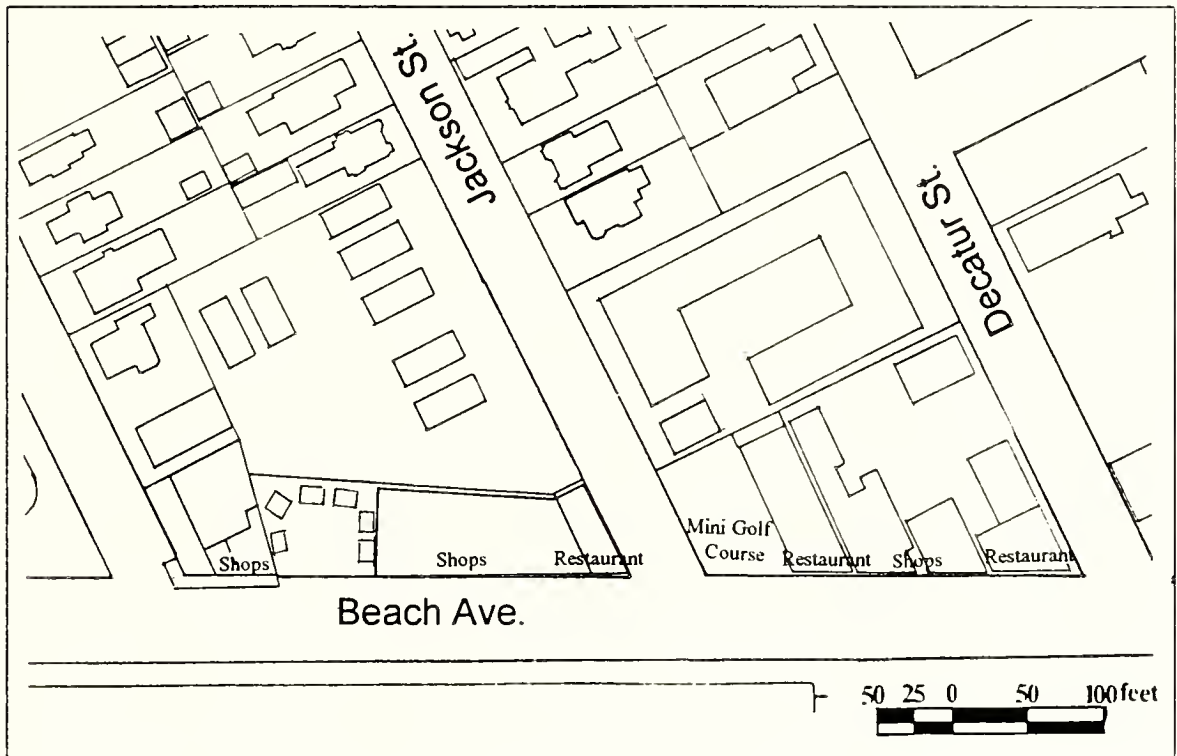 Jackson St.
Decatur St.
Mini Golf
Course
Shops
Shops
Restaurant
Restaurant
Shops
Restaurant
Beach Ave.
50 25 0 50 100 feet